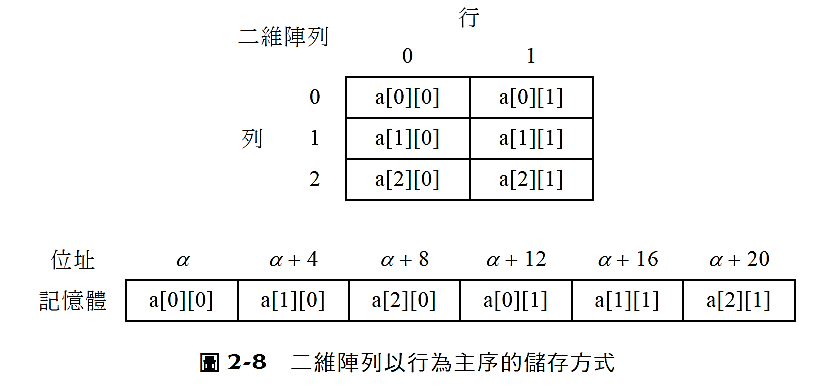 行
二維陣列
0 1
0 a[0][0] a[0][1]
列 1 a[1][0] a[1][1]
2 a[2][0] a[2][1]
位址 α α + 4 α + 8 α + 12 α + 16 α + 20
記憶體 a[0][0] a[1][0] a[2][0] a[0][1] a[1][1] a[2][1]
圖 2-8 二維陣列以行為主序的儲存方式